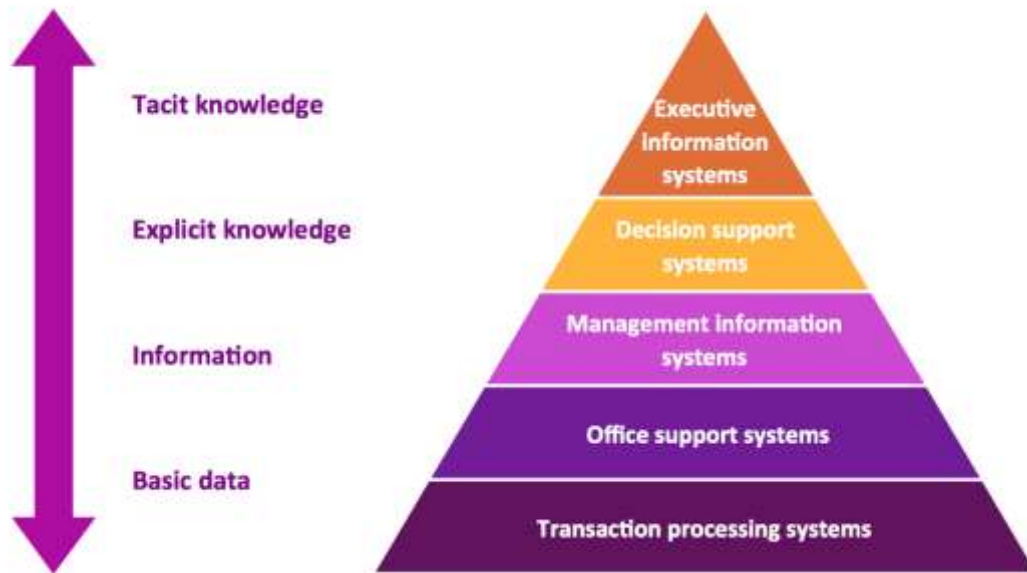 Tacit knowledge
Explicit knowledge
Information
Basic data
Executive
information
systems
Decision support
systems
Management information
systems
Office support systems
Transaction processing systems